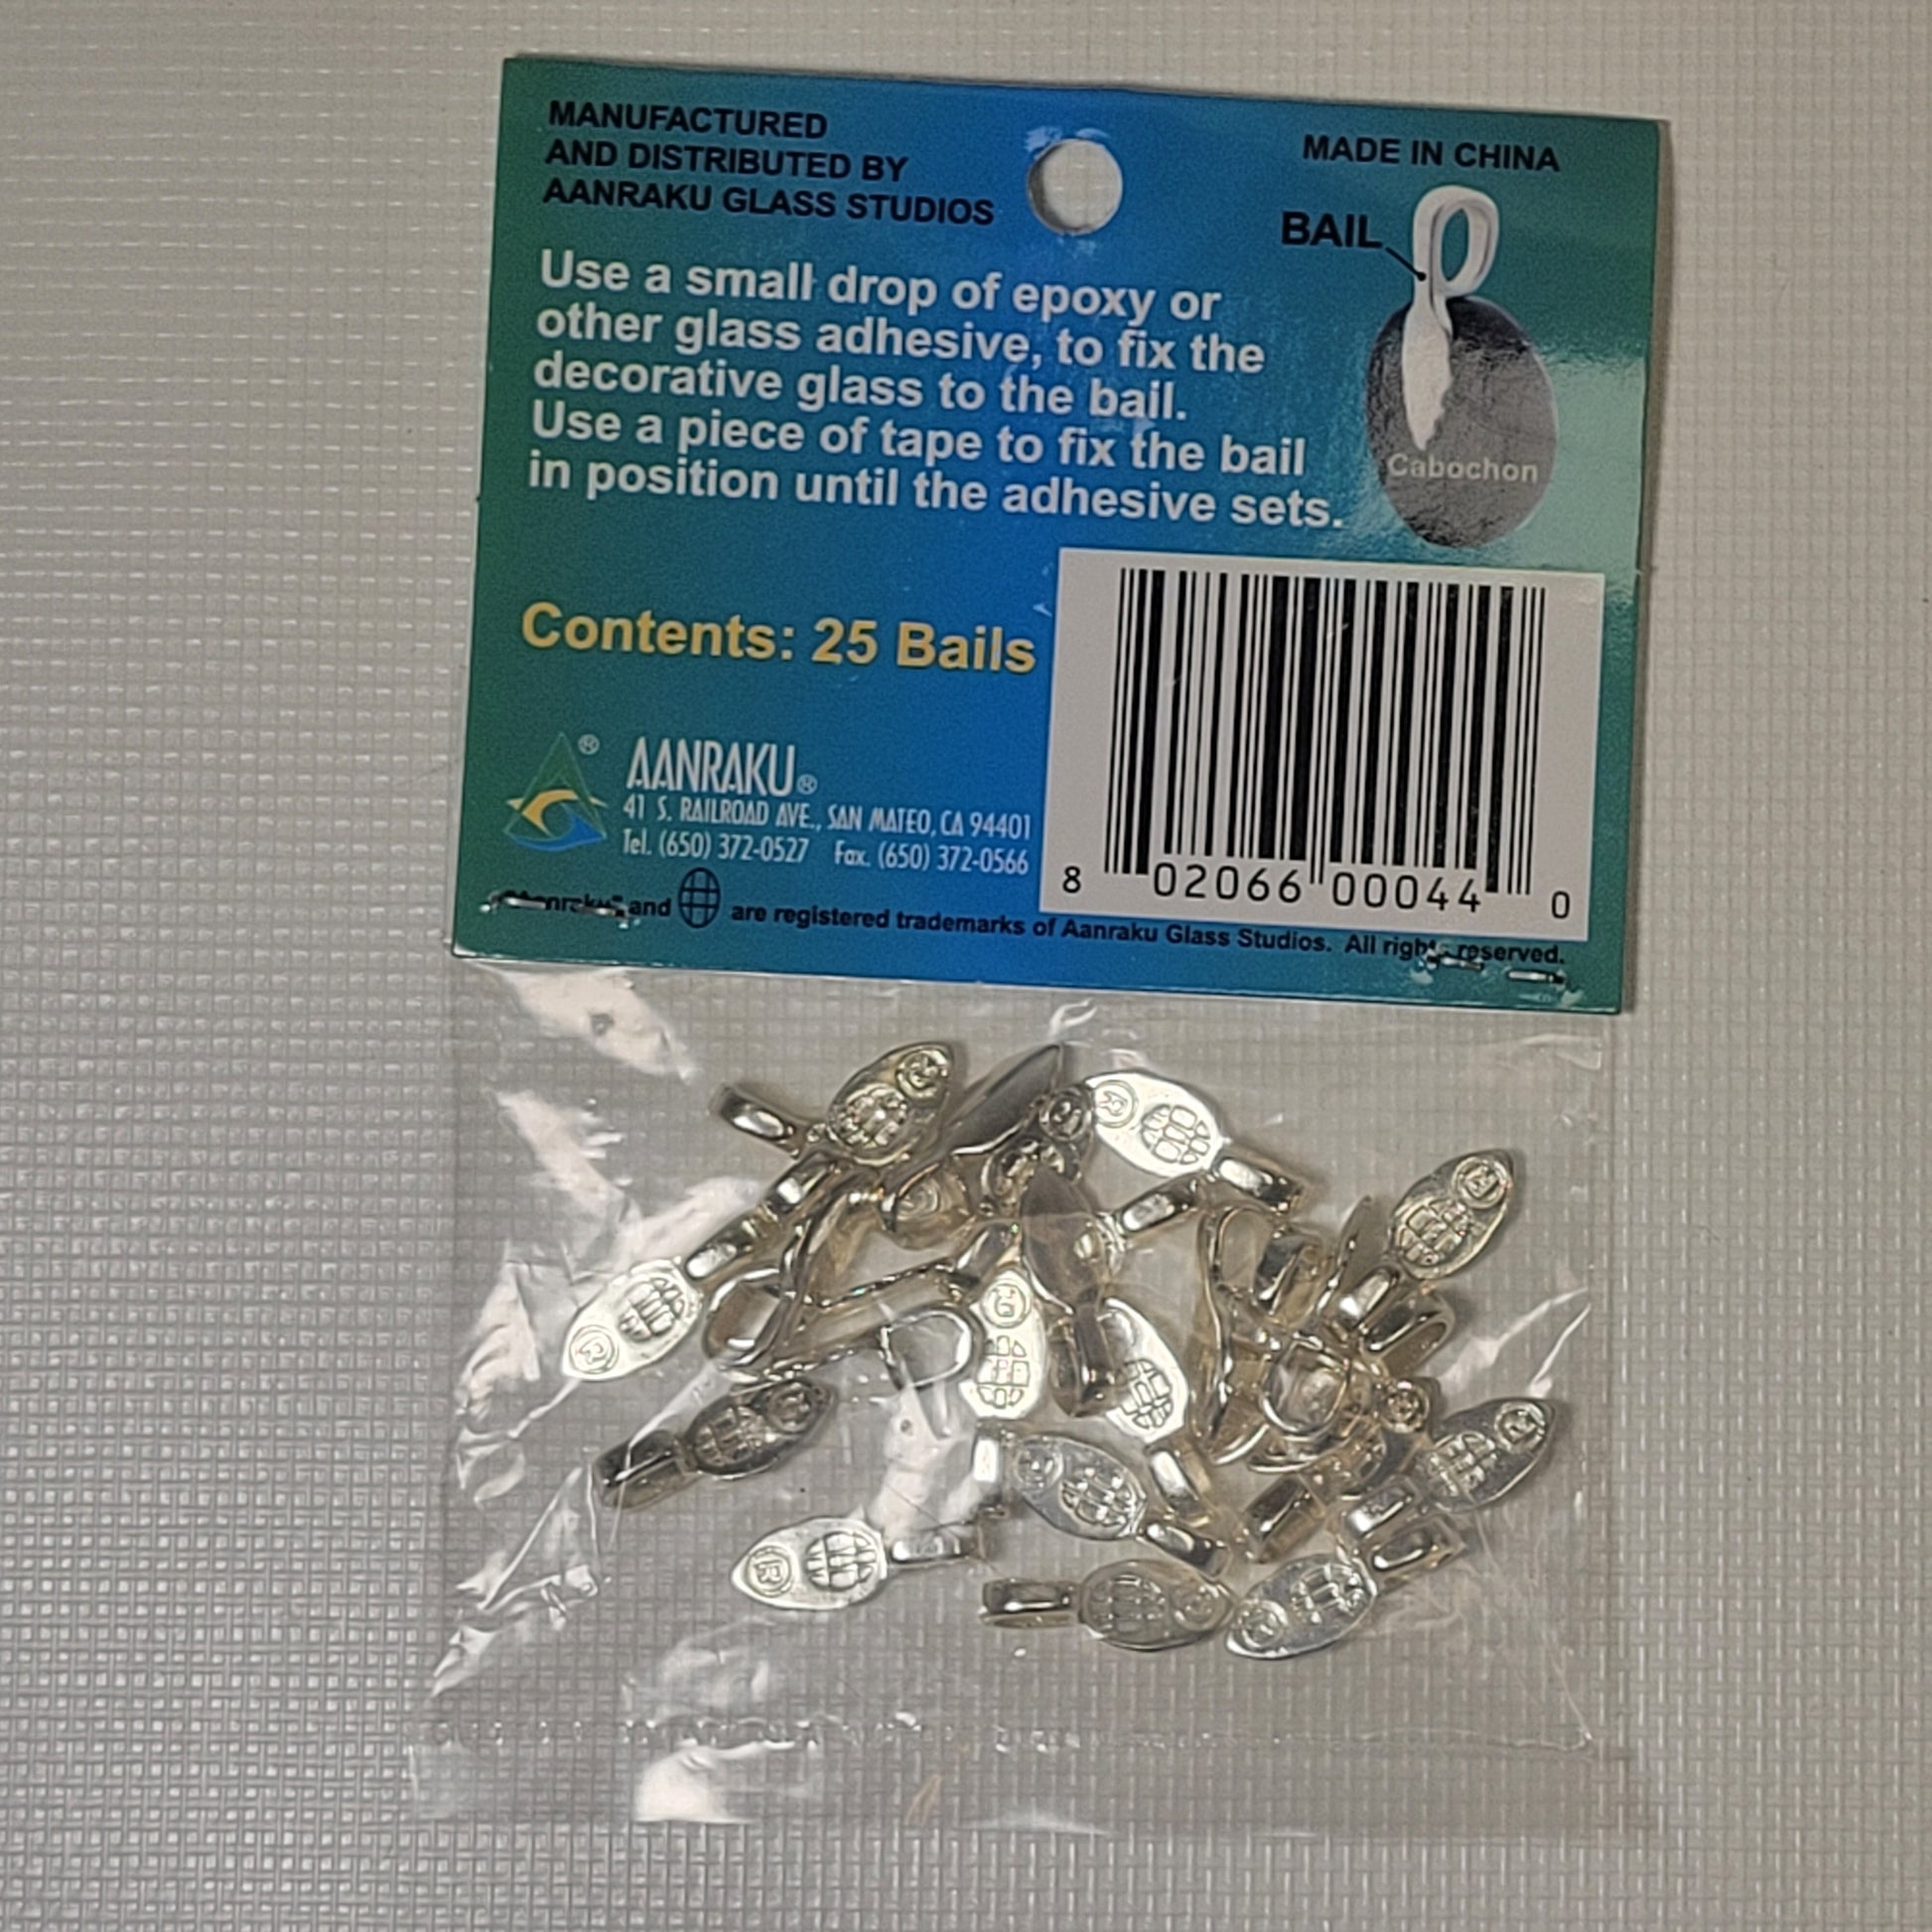 MANUFACTURED
AND DISTRIBUTED BY
AANRAKU GLASS STUDIOS
MADE IN CHINA
BAIL
Use a small drop of epoxy or
other glass adhesive, to fix the
decorative glass to the bail.
Use a piece of tape to fix the bail
in position until the adhesive sets.
Cabochon
Contents: 25 Bails
® AANRAKU®
41 S. RAILROAD AVE., SAN MATEO, CA 94401
Tel. (650) 372-0527 Fax. (650) 372-0566
8 02066 00044 0
"Aanraku" and are registered trademarks of Aanraku Glass Studios. All rights reserved.